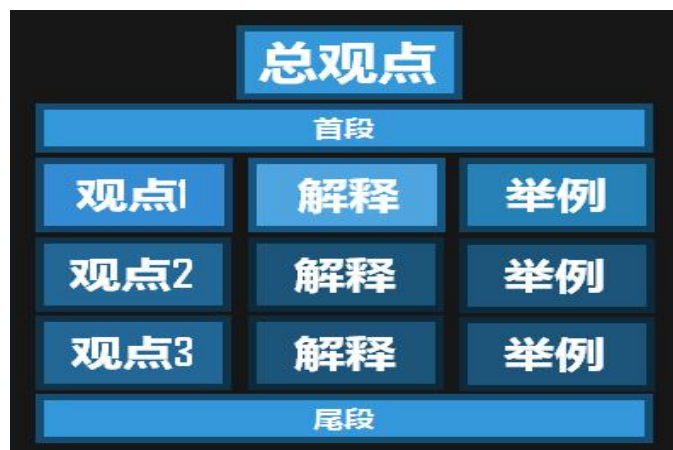 总观点
首段
观点1 解释 举例
观点2 解释 举例
观点3 解释 举例
尾段